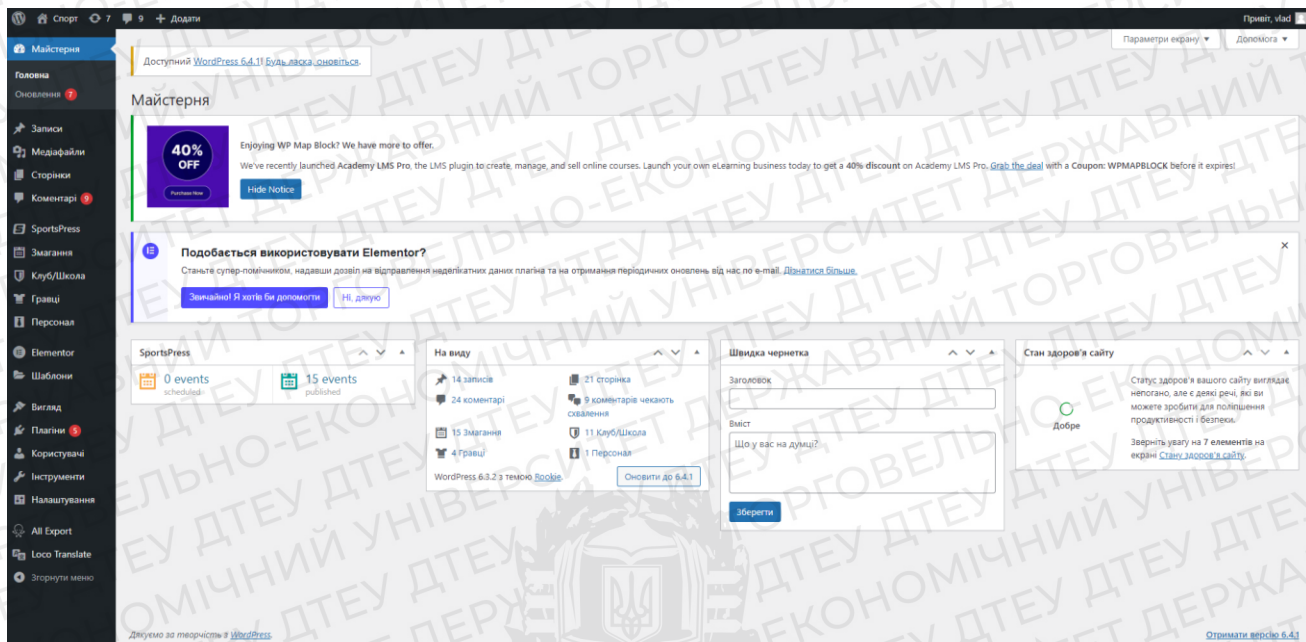 Спорт 7 9 + Додати
Привіт, vlad
Майстерня
Головна
Оновлення 7
Записи
Медіафайли
Сторінки
Коментарі 9
SportsPress
Змагання
Клуб/Школа
Гравці
Персонал
Elementor
Шаблони
Вигляд
Плагіни 5
Користувачі
Інструменти
Налаштування
All Export
Loco Translate
Згорнути меню
Параметри екрану ▼
Допомога ▼
Доступний WordPress 6.4.1! Будь ласка, оновіться.
Майстерня
40%
OFF
Purchase Now
Enjoying WP Map Block? We have more to offer.
We've recently launched Academy LMS Pro, the LMS plugin to create, manage, and sell online courses. Launch your own eLearning business today to get a 40% discount on Academy LMS Pro. Grab the deal with a Coupon: WPMAPBLOCK before it expires!
Hide Notice
Подобається використовувати Elementor?
Станьте супер-помічником, надавши дозвіл на відправлення неделікатних даних плагіна та на отримання періодичних оновлень від нас по e-mail. Дізнатися більше.
Звичайно! Я хотів би допомогти
Ні, дякую
SportsPress
0 events
scheduled
15 events
published
На виду
14 записів
21 сторінка
24 коментарі
9 коментарів чекають
схвалення
15 Змагання
11 Клуб/Школа
4 Гравці
1 Персонал
WordPress 6.3.2 з темою Rookie.
Оновити до 6.4.1
Швидка чернетка
Заголовок
Вміст
Що у вас на думці?
Зберегти
Стан здоров'я сайту
Добре
Статус здоров'я вашого сайту виглядає
непогано, але є деякі речі, які ви
можете зробити для поліпшення
продуктивності і безпеки.
Зверніть увагу на 7 елементів на
екрані Стану здоров'я сайту.
Дякуємо за творчість з WordPress.
Отримати версію 6.4.1